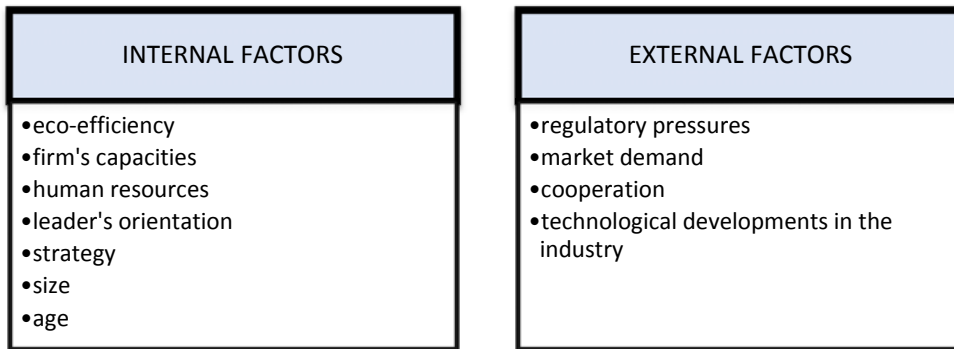 INTERNAL FACTORS
•eco-efficiency
•firm's capacities
•human resources
•leader's orientation
•strategy
•size
•age
EXTERNAL FACTORS
•regulatory pressures
•market demand
•cooperation
•technological developments in the
industry